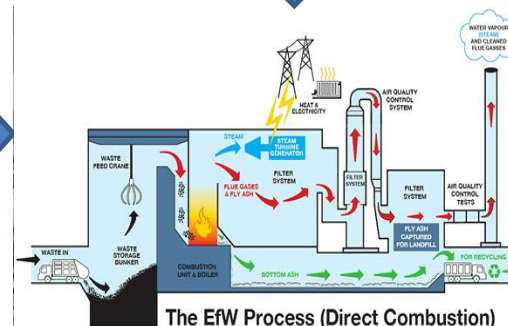 WATER VAPOUR
(STEAM)
AND CLEANED
FLUE GASSES
HEAT &
ELECTRICITY
AIR QUALITY
CONTROL
SYSTEM
WASTE
FEED CRANE
STEAM
STEAM
TURBINE
GENERATOR
FLUE GASES
& FLY ASH
FILTER
SYSTEM
FILTER
SYSTEM
FILTER
SYSTEM
AIR QUALITY
CONTROL
TESTS
WASTE IN
WASTE
STORAGE
BUNKER
COMBUSTION
UNIT & BOILER
BOTTOM ASH
FLY ASH
CAPTURED
FOR LANDFILL
FOR RECYCLING
The EfW Process (Direct Combustion)